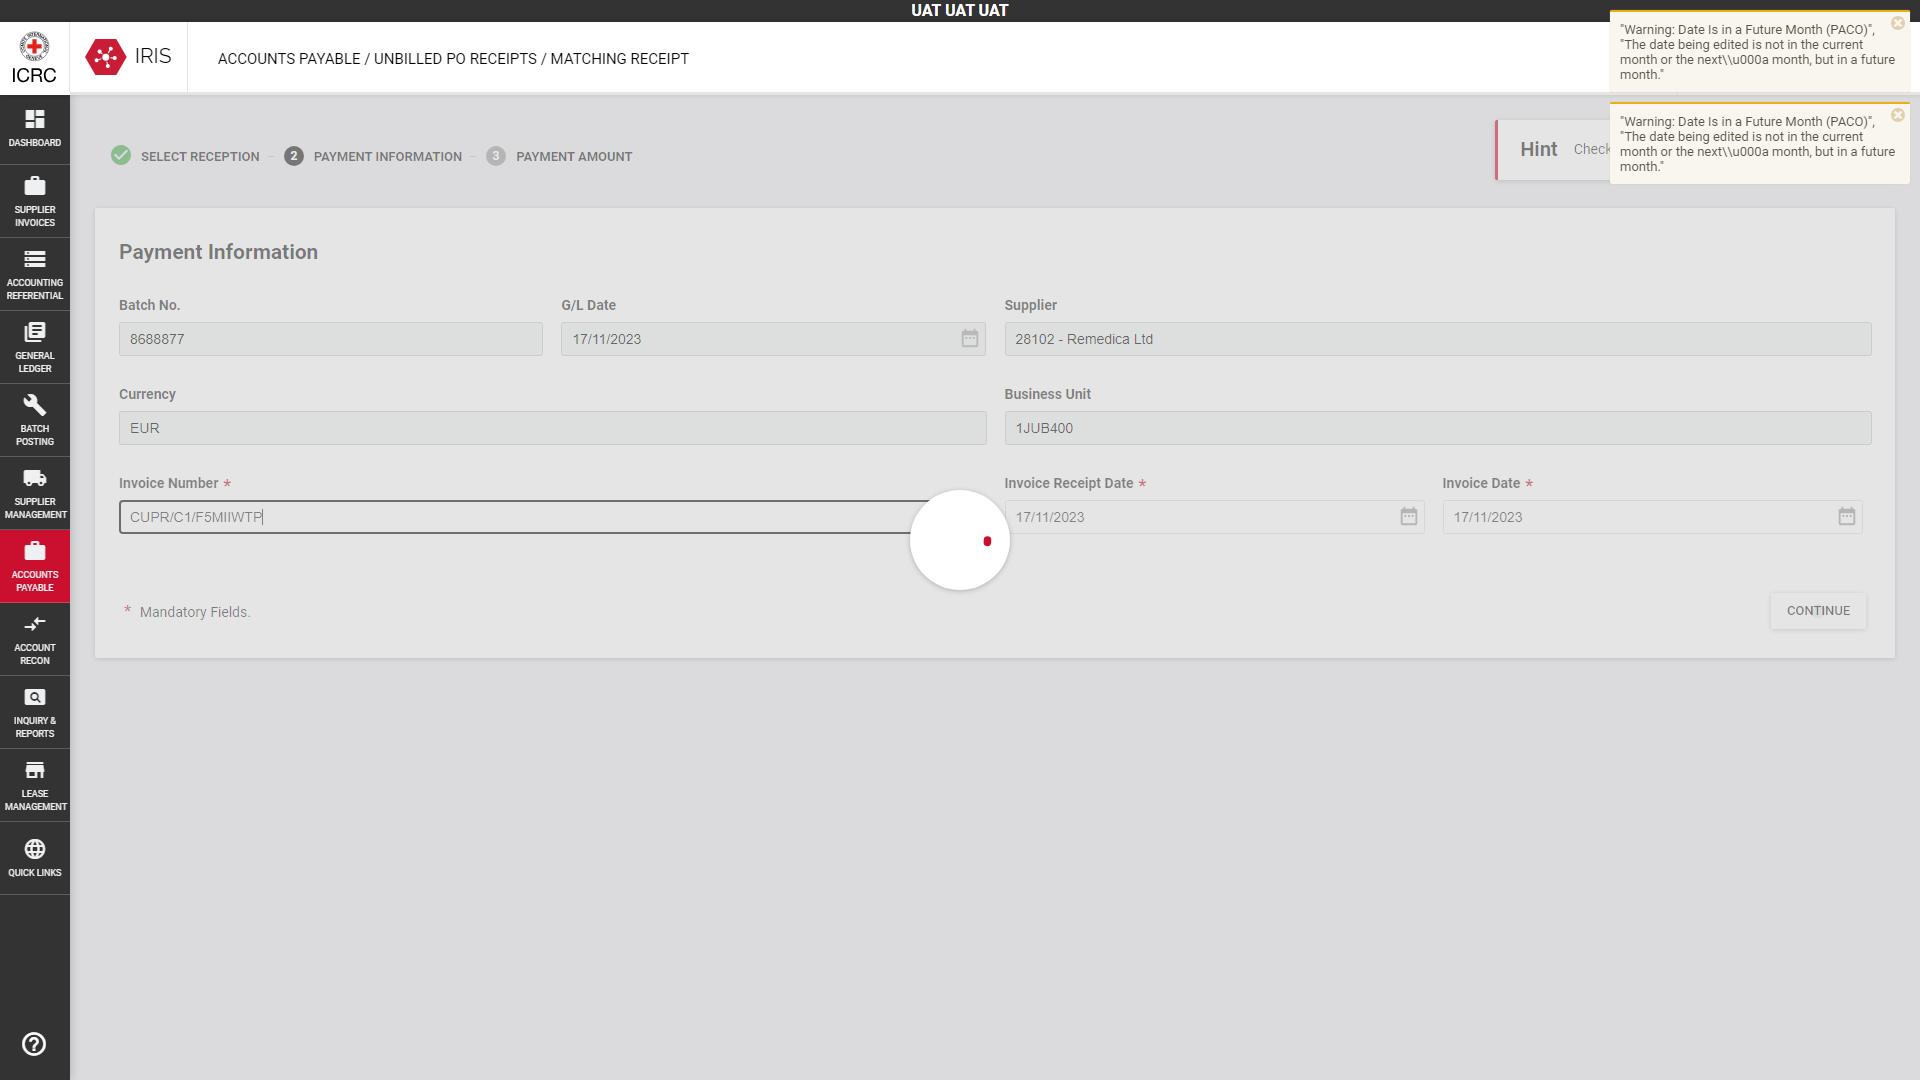 UAT UAT UAT
ICRC
IRIS
ACCOUNTS PAYABLE / UNBILLED PO RECEIPTS / MATCHING RECEIPT
"Warning: Date Is in a Future Month (PACO)",
"The date being edited is not in the current
month or the next\\u000a month, but in a future
month."
"Warning: Date Is in a Future Month (PACO)",
"The date being edited is not in the current
month or the next\\u000a month, but in a future
month."
DASHBOARD
SUPPLIER
INVOICES
ACCOUNTING
REFERENTIAL
GENERAL
LEDGER
BATCH
POSTING
SUPPLIER
MANAGEMENT
ACCOUNTS
PAYABLE
ACCOUNT
RECON
INQUIRY &
REPORTS
LEASE
MANAGEMENT
QUICK LINKS
SELECT RECEPTION
2 PAYMENT INFORMATION
3 PAYMENT AMOUNT
Hint Check
Payment Information
Batch No.
8688877
G/L Date
17/11/2023
Supplier
28102 - Remedica Ltd
Currency
EUR
Business Unit
1JUB400
Invoice Number *
CUPR/C1/F5MIIWTP
Invoice Receipt Date *
17/11/2023
Invoice Date *
17/11/2023
* Mandatory Fields.
CONTINUE